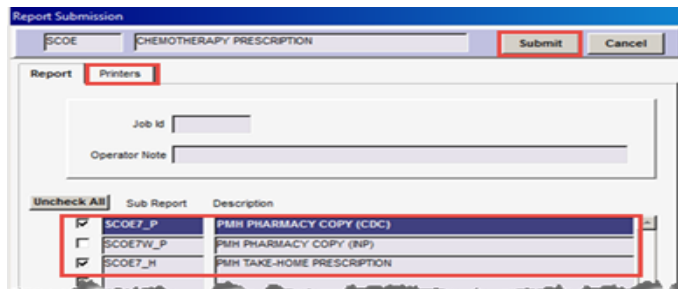 Report Submission
SCOE CHEMOTHERAPY PRESCRIPTION Submit Cancel
Report Printers
Job Id
Operator Note
Uncheck All Sub Report Description
SCOE7_P PMH PHARMACY COPY (CDC)
SCOE7W_P PMH PHARMACY COPY (INP)
SCOE7_H PMH TAKE-HOME PRESCRIPTION